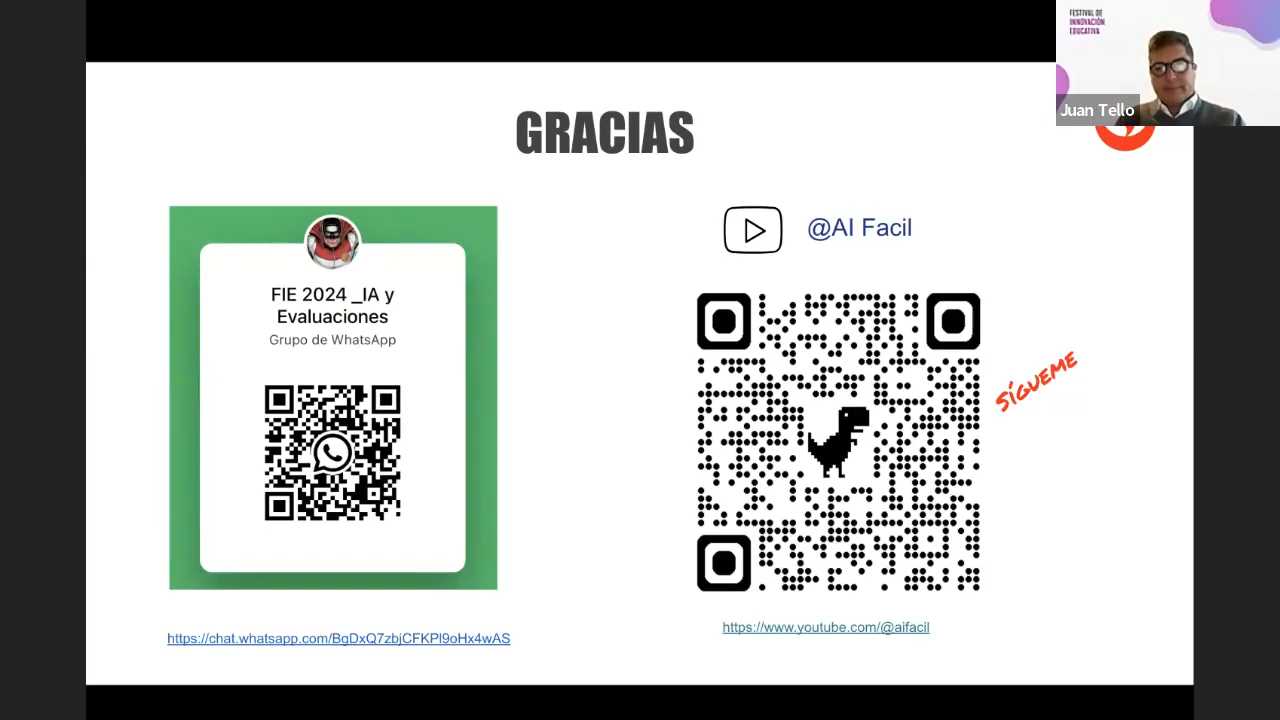 FESTIVAL DE
INNOVACIÓN
EDUCATIVA
Juan Tello
GRACIAS
FIE 2024 _IA y
Evaluaciones
Grupo de WhatsApp
https://chat.whatsapp.com/BgDxQ7zbjCFKPl9oHx4wAS
@AI Facil
SÍGUEME
https://www.youtube.com/@aifacil